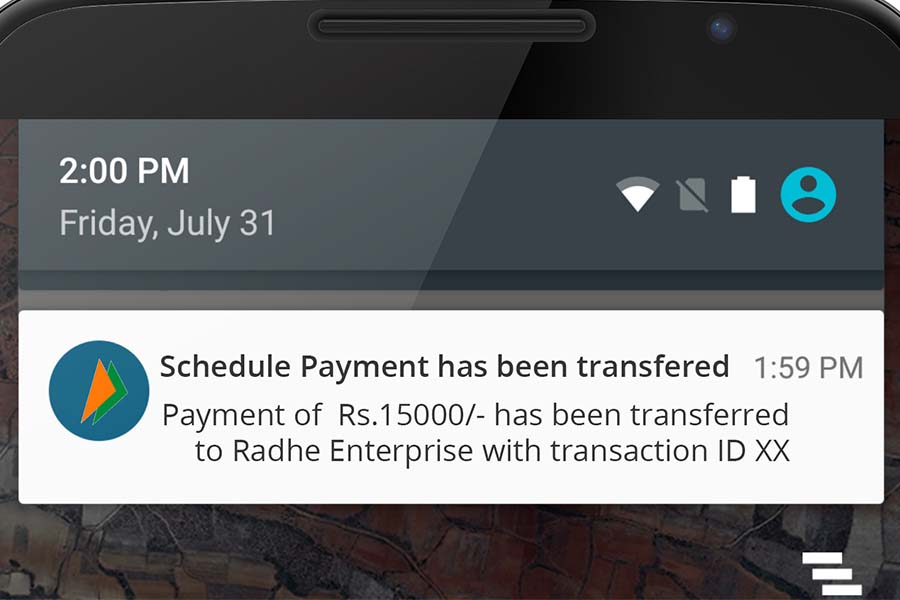 2:00 PM
Friday, July 31
Schedule Payment has been transfered 1:59 PM
Payment of Rs.15000/- has been transferred
to Radhe Enterprise with transaction ID XX